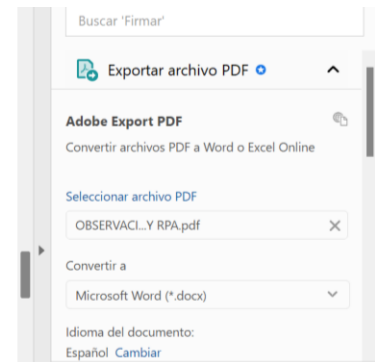 Buscar 'Firmar'
Exportar archivo PDF
Adobe Export PDF
Convertir archivos PDF a Word o Excel Online
Seleccionar archivo PDF
OBSERVACI...Y RPA.pdf
Convertir a
Microsoft Word (*.docx)
Idioma del documento:
Español Cambiar